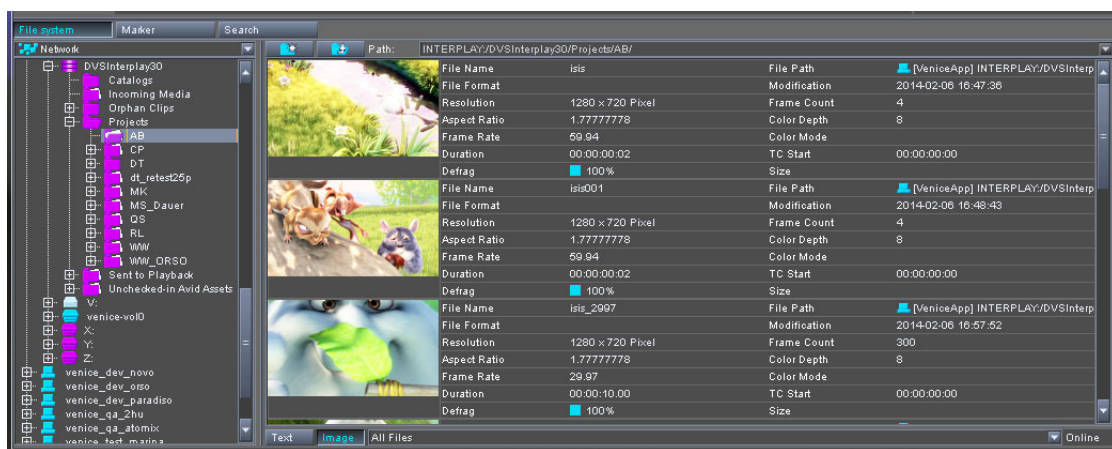 File system Marker Search
Network Path: INTERPLAY:/DVSInterplay30/Projects/AB/
DVSInterplay30
Catalogs
Incoming Media
Orphan Clips
Projects
AB
CP
DT
dt_retest25p
MK
MS_Dauer
QS
RL
WW
WW_ORSO
Sent to Playback
Unchecked-in Avid Assets
V:
venice-vol0
X:
Y:
Z:
venice_dev_novo
venice_dev_orso
venice_dev_paradiso
venice_qa_2hu
venice_qa_atomix
venice_test_marina
File Name isis File Path [VeniceApp] INTERPLAY:/DVSInterp
File Format Modification 2014-02-06 16:47:36
Resolution 1280 x 720 Pixel Frame Count 4
Aspect Ratio 1.77777778 Color Depth 8
Frame Rate 59.94 Color Mode
Duration 00:00:00:02 TC Start 00:00:00:00
Defrag 100% Size
File Name isis001 File Path [VeniceApp] INTERPLAY:/DVSInterp
File Format Modification 2014-02-06 16:48:43
Resolution 1280 x 720 Pixel Frame Count 4
Aspect Ratio 1.77777778 Color Depth 8
Frame Rate 59.94 Color Mode
Duration 00:00:00:02 TC Start 00:00:00:00
Defrag 100% Size
File Name isis_2997 File Path [VeniceApp] INTERPLAY:/DVSInterp
File Format Modification 2014-02-06 16:57:52
Resolution 1280 x 720 Pixel Frame Count 300
Aspect Ratio 1.77777778 Color Depth 8
Frame Rate 29.97 Color Mode
Duration 00:00:10.00 TC Start 00:00:00:00
Defrag 100% Size
Text Image All Files Online